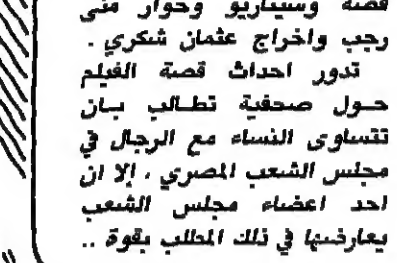 قصة وسيناريو وحوار منى
رجب واخراج عثمان شكري .
تدور احداث قصة الفيلم
حول صحفية تطالب بان
تتساوى النساء مع الرجال في
مجلس الشعب المصري ، إلا ان
احد اعضاء مجلس الشعب
يعارضها في ذلك المطلب بقوة ..